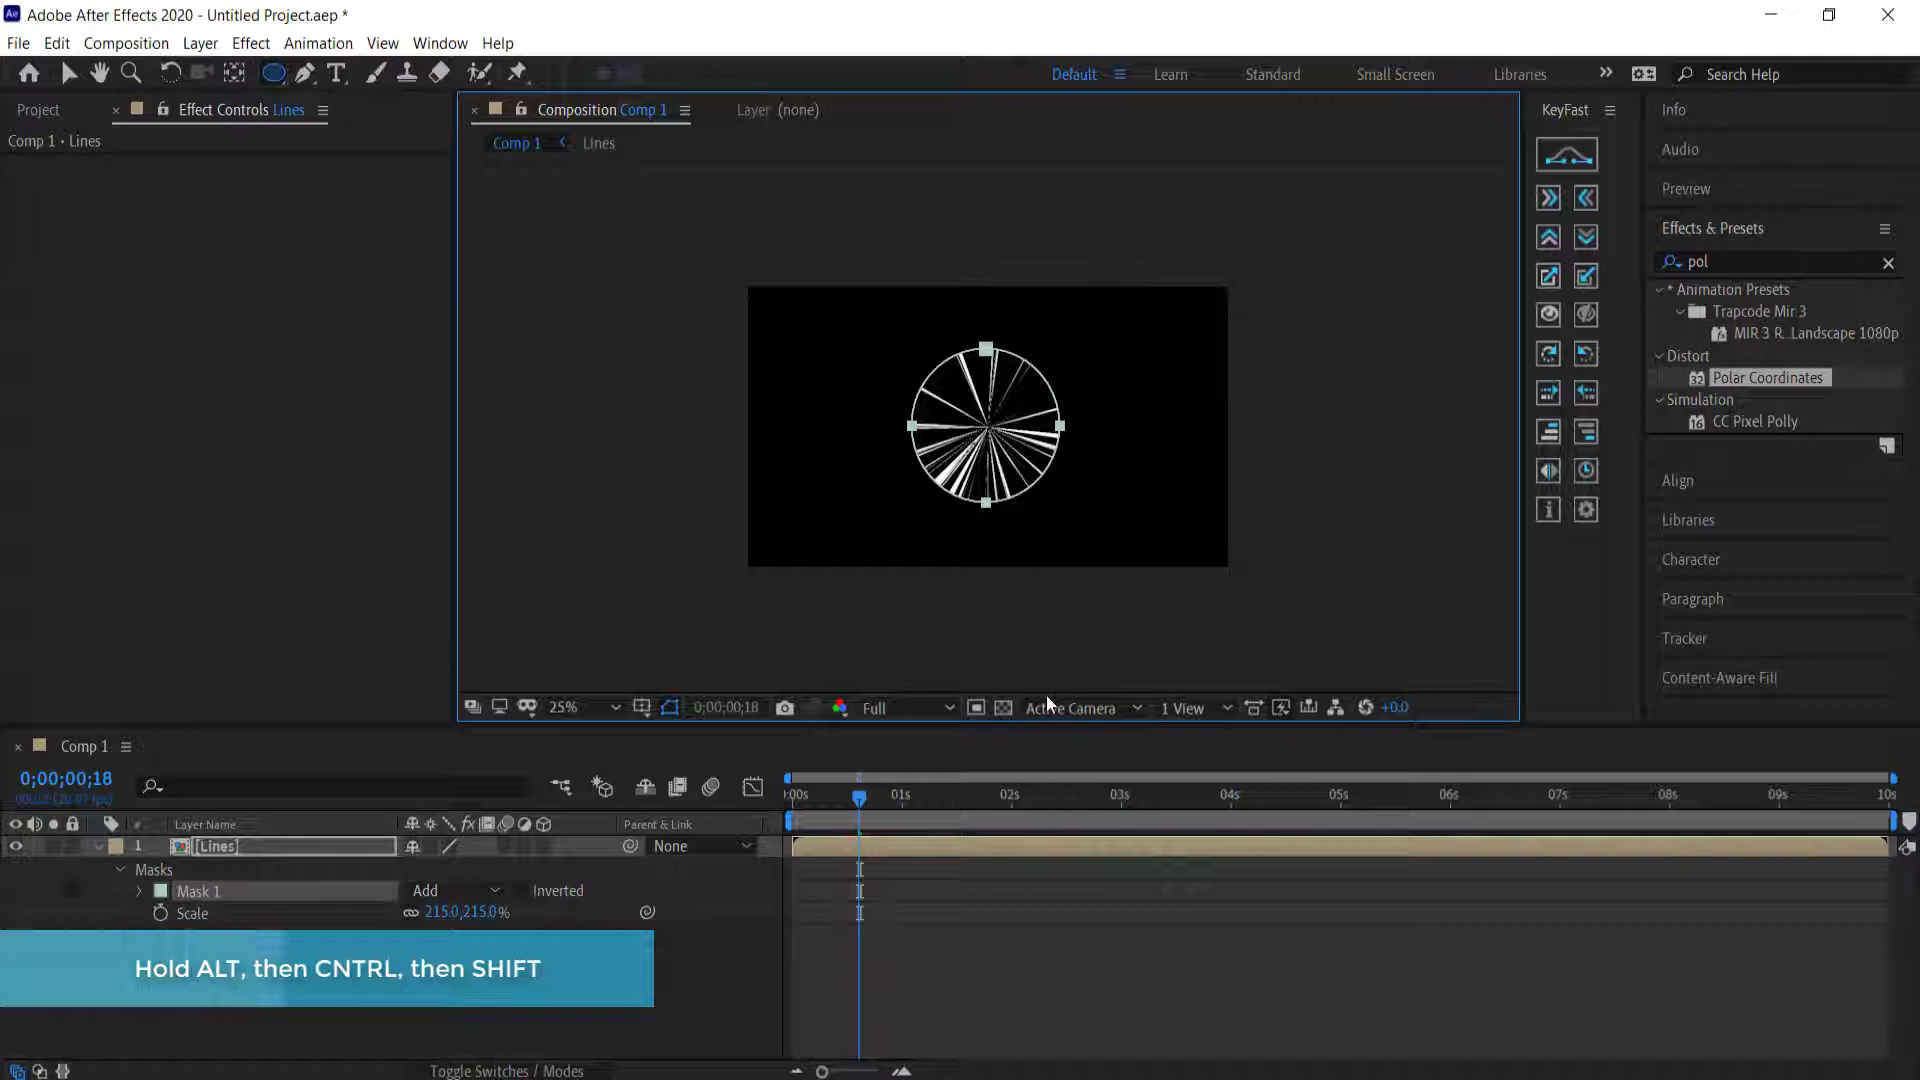 Adobe After Effects 2020 - Untitled Project.aep *
File Edit Composition Layer Effect Animation View Window Help
Default Learn Standard Small Screen Libraries Search Help
Project Effect Controls Lines
Comp 1 • Lines
Composition Comp 1 Layer (none)
Comp 1 Lines
KeyFast
Info
Audio
Preview
Effects & Presets
pol
* Animation Presets
Trapcode Mir 3
MIR 3 R...Landscape 1080p
Distort
Polar Coordinates
Simulation
CC Pixel Polly
Align
Libraries
Character
Paragraph
Tracker
Content-Aware Fill
25% 0;00;00;18 Full Active Camera 1 View +0.0
Comp 1
0;00;00;18
:00s 01s 02s 03s 04s 05s 06s 07s 08s 09s 10s
# Layer Name Parent & Link
1 [Lines] None
Masks
Mask 1 Add Inverted
Scale 215.0,215.0%
Hold ALT, then CNTRL, then SHIFT
Toggle Switches / Modes